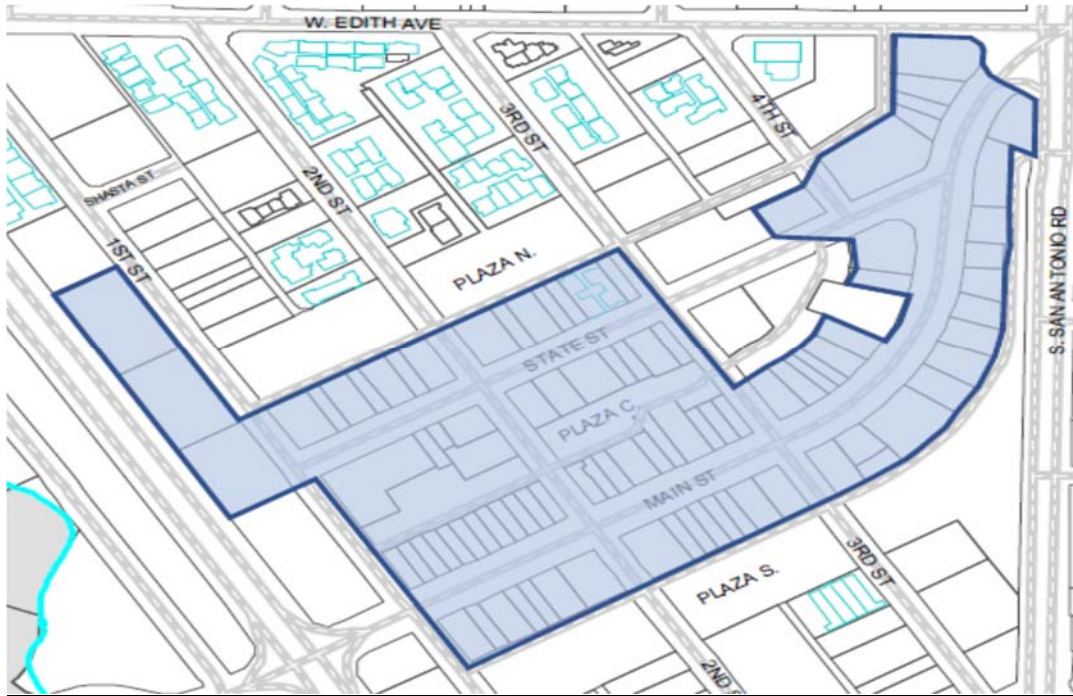 W. EDITH AVE
3RD ST
4TH ST
SHASTA ST
2ND ST
1ST ST
PLAZA N.
S. SAN ANTONIO RD
STATE ST
PLAZA C.
MAIN ST
3RD ST
PLAZA S.
2ND S